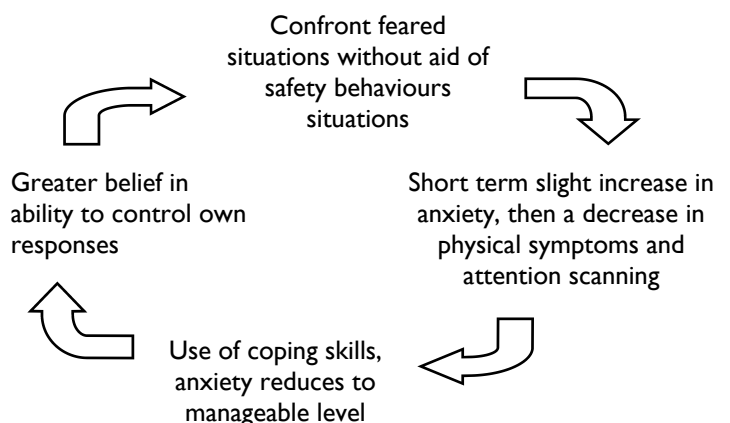 Confront feared
situations without aid of
safety behaviours
situations
Short term slight increase in
anxiety, then a decrease in
physical symptoms and
attention scanning
Use of coping skills,
anxiety reduces to
manageable level
Greater belief in
ability to control own
responses